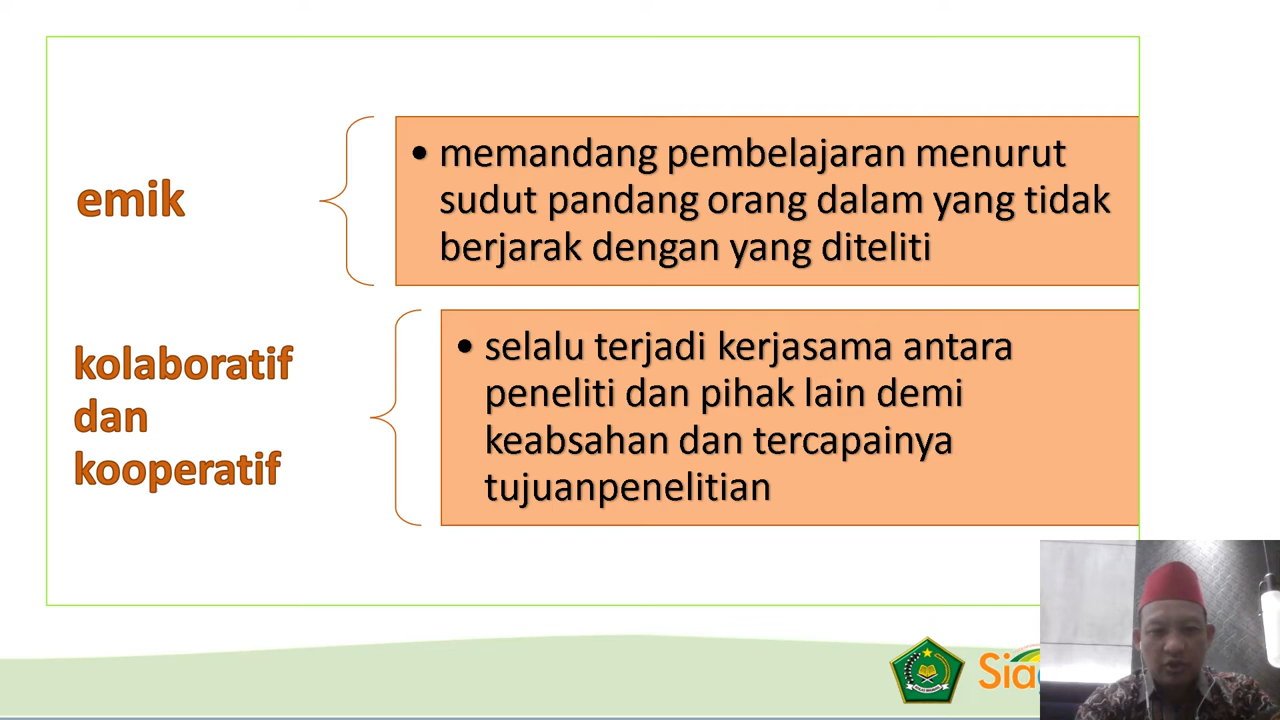 emik
• memandang pembelajaran menurut
sudut pandang orang dalam yang tidak
berjarak dengan yang diteliti
kolaboratif
dan
kooperatif
• selalu terjadi kerjasama antara
peneliti dan pihak lain demi
keabsahan dan tercapainya
tujuanpenelitian